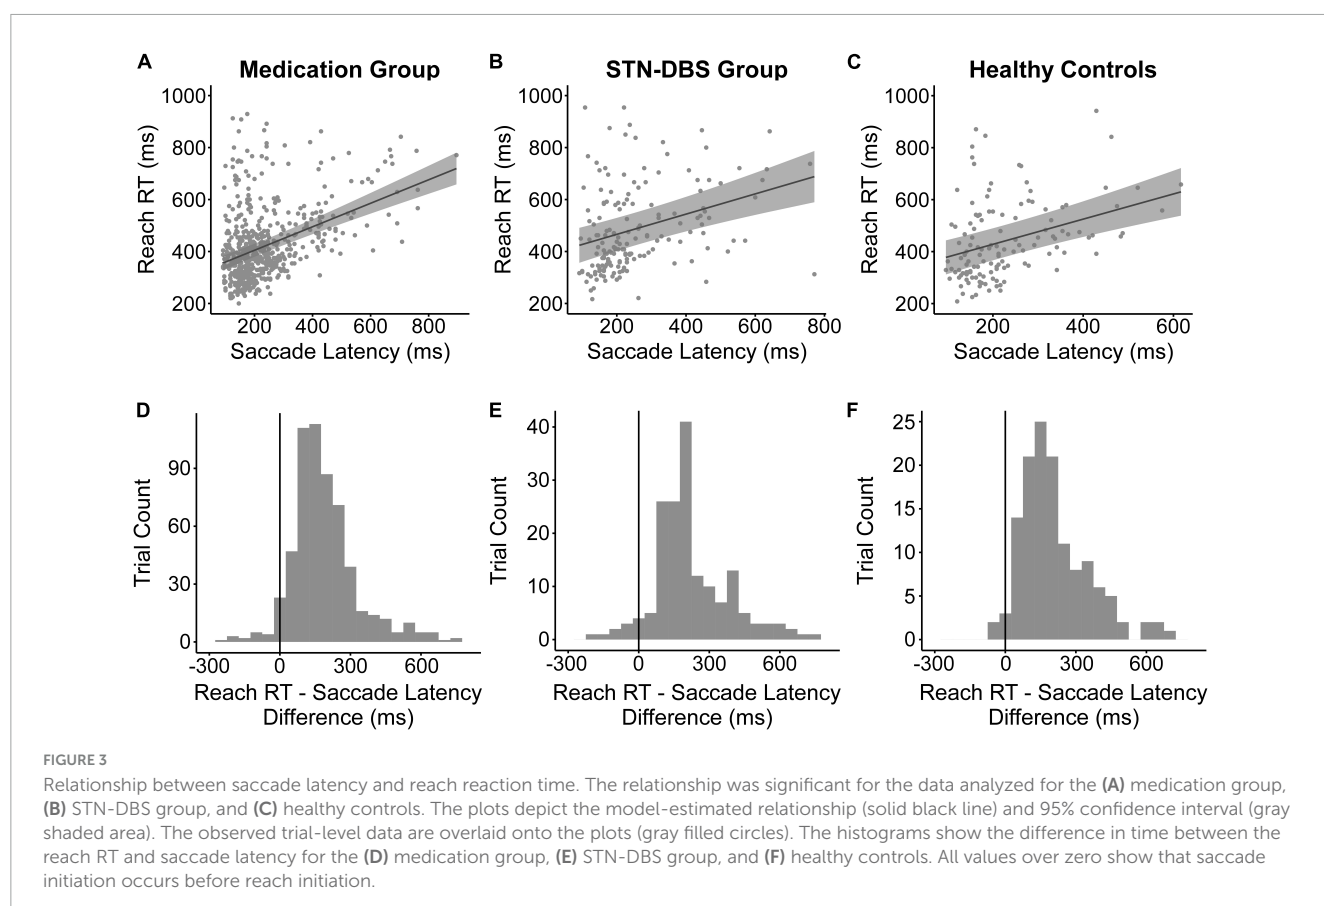 A
Medication Group
1000
800
600
400
200
Reach RT (ms)
200 400 600 800
Saccade Latency (ms)
B
STN-DBS Group
1000
800
600
400
200
Reach RT (ms)
200 400 600 800
Saccade Latency (ms)
C
Healthy Controls
1000
800
600
400
200
Reach RT (ms)
200 400 600
Saccade Latency (ms)
D
90
60
30
0
Trial Count
-300 0 300 600
Reach RT - Saccade Latency
Difference (ms)
E
40
30
20
10
0
Trial Count
-300 0 300 600
Reach RT - Saccade Latency
Difference (ms)
F
25
20
15
10
5
0
Trial Count
-300 0 300 600
Reach RT - Saccade Latency
Difference (ms)
FIGURE 3
Relationship between saccade latency and reach reaction time. The relationship was significant for the data analyzed for the (A) medication group,
(B) STN-DBS group, and (C) healthy controls. The plots depict the model-estimated relationship (solid black line) and 95% confidence interval (gray
shaded area). The observed trial-level data are overlaid onto the plots (gray filled circles). The histograms show the difference in time between the
reach RT and saccade latency for the (D) medication group, (E) STN-DBS group, and (F) healthy controls. All values over zero show that saccade
initiation occurs before reach initiation.